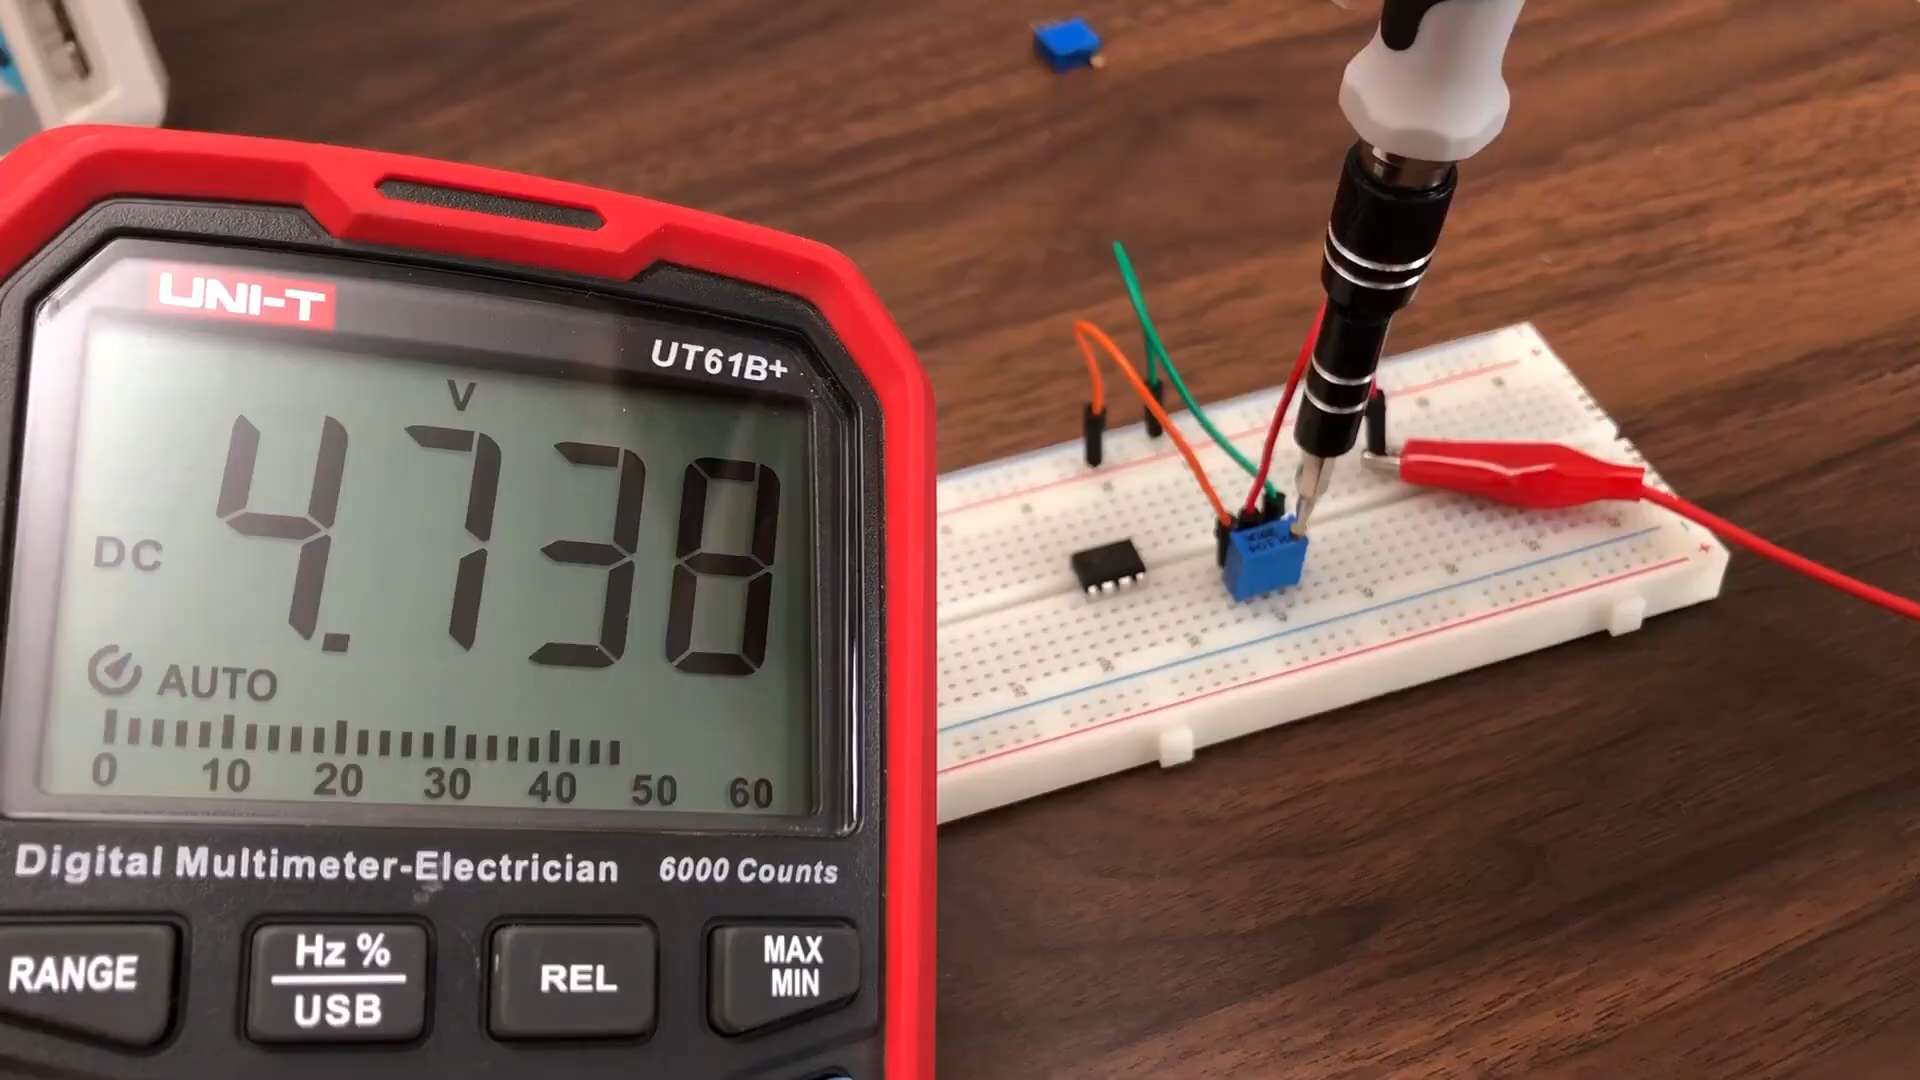 UNI-T
UT61B+
V
DC
4.738
AUTO
0 10 20 30 40 50 60
Digital Multimeter-Electrician
6000 Counts
RANGE
Hz %
USB
REL
MAX
MIN